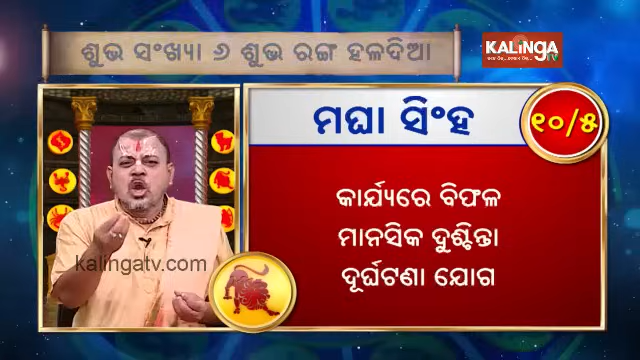 ଶୁଭ ସଂଖ୍ୟା ୬ ଶୁଭ ରଙ୍ଗ ହଳଦିଆ
KALINGA TV
ମଘା ସିଂହ
୧୦/୫
କାର୍ଯ୍ୟରେ ବିଫଳ
ମାନସିକ ଦୁଶ୍ଚିନ୍ତା
ଦୂର୍ଘଟଣା ଯୋଗ
kalingatv.com